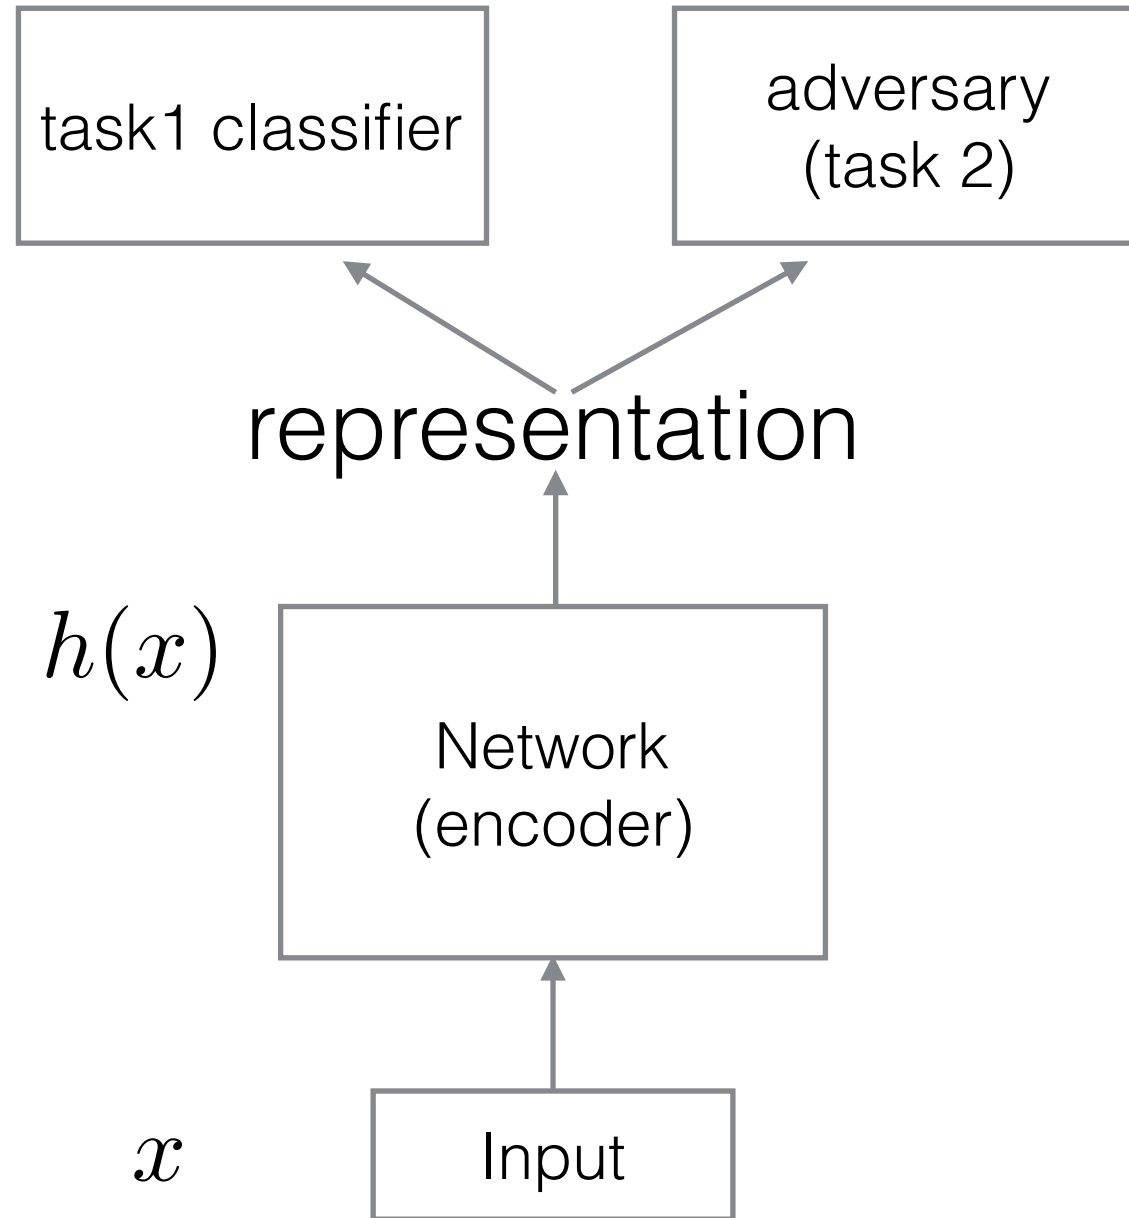 task1 classifier
adversary
(task 2)
representation
h(x)
Network
(encoder)
x
Input